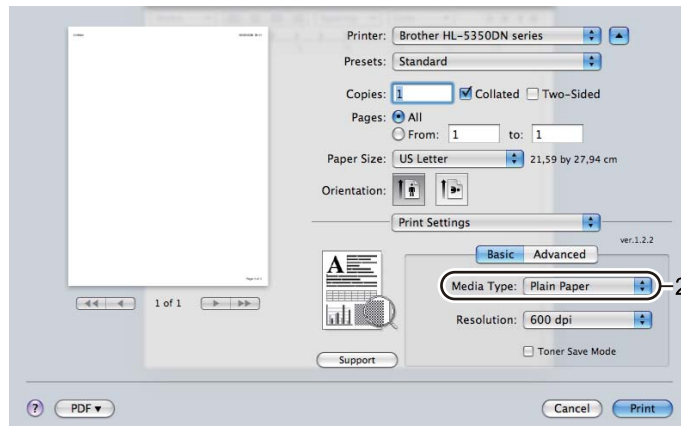 Printer: Brother HL-5350DN series
Presets: Standard
Copies: 1 Collated Two-Sided
Pages: All
From: 1 to: 1
Paper Size: US Letter 21,59 by 27,94 cm
Orientation:
Print Settings
ver.1.2.2
Basic Advanced
Media Type: Plain Paper 2
1 of 1
Resolution: 600 dpi
Toner Save Mode
Support
? PDF Cancel Print